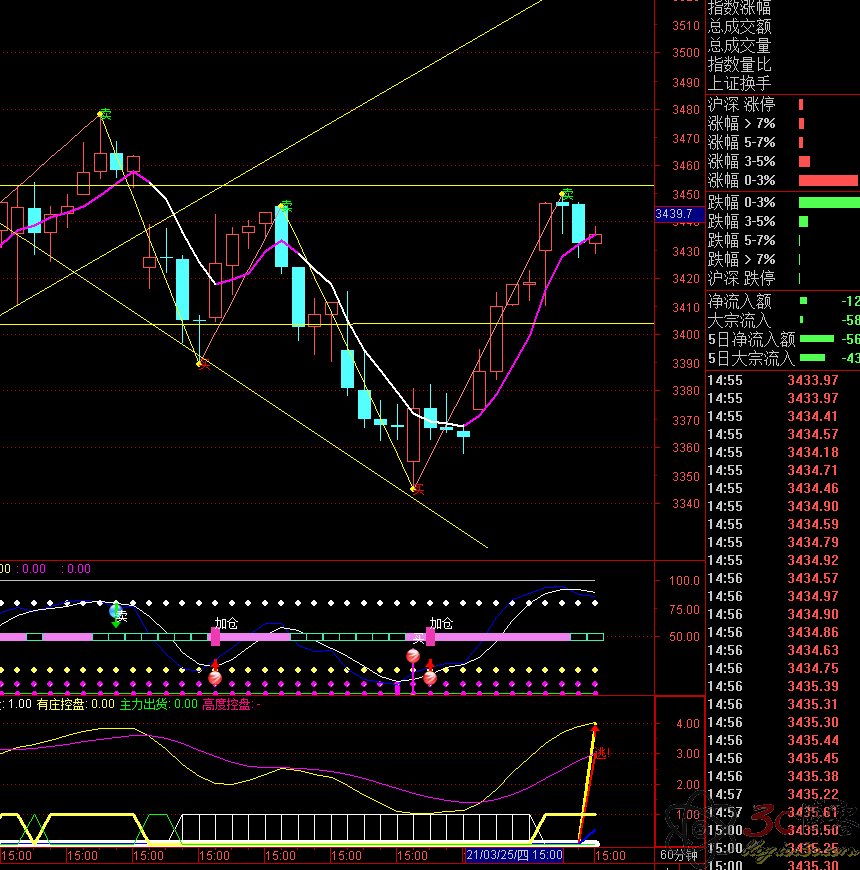 指数涨幅
总成交额
总成交量
指数量比
上证换手
沪深 涨停
涨幅 > 7%
涨幅 5-7%
涨幅 3-5%
涨幅 0-3%
跌幅 0-3%
跌幅 3-5%
跌幅 5-7%
跌幅 > 7%
沪深 跌停
净流入额 -12
大宗流入 -58
5日净流入额 -56
5日大宗流入 -43
14:55 3433.97
14:55 3433.97
14:55 3434.41
14:55 3434.57
14:55 3434.18
14:55 3434.71
14:55 3434.46
14:55 3434.90
14:55 3434.59
14:55 3434.79
14:55 3434.92
14:56 3434.57
14:56 3434.97
14:56 3434.90
14:56 3434.86
14:56 3434.63
14:56 3434.75
14:56 3435.39
14:56 3435.31
14:56 3435.30
14:56 3435.44
14:56 3435.45
14:56 3435.38
14:57 3435.22
14:57 3435.61
15:00 3435.50
15:00 3435.25
15:00 3435.30
3510
3500
3490
3480
3470
3460
3450
3439.7
3430
3420
3410
3400
3390
3380
3370
3360
3350
3340
卖
卖
卖
买
买
00 : 0.00 : 0.00
100.0
75.00
50.00
卖
加仓
买
加仓
: 1.00 有庄控盘: 0.00 主力出货: 0.00 高度控盘: -
4.00
3.00
2.00
1.00
逃!
15:00 15:00 15:00 15:00 15:00 15:00 15:00 21/03/25/四 15:00 15:00 60分钟